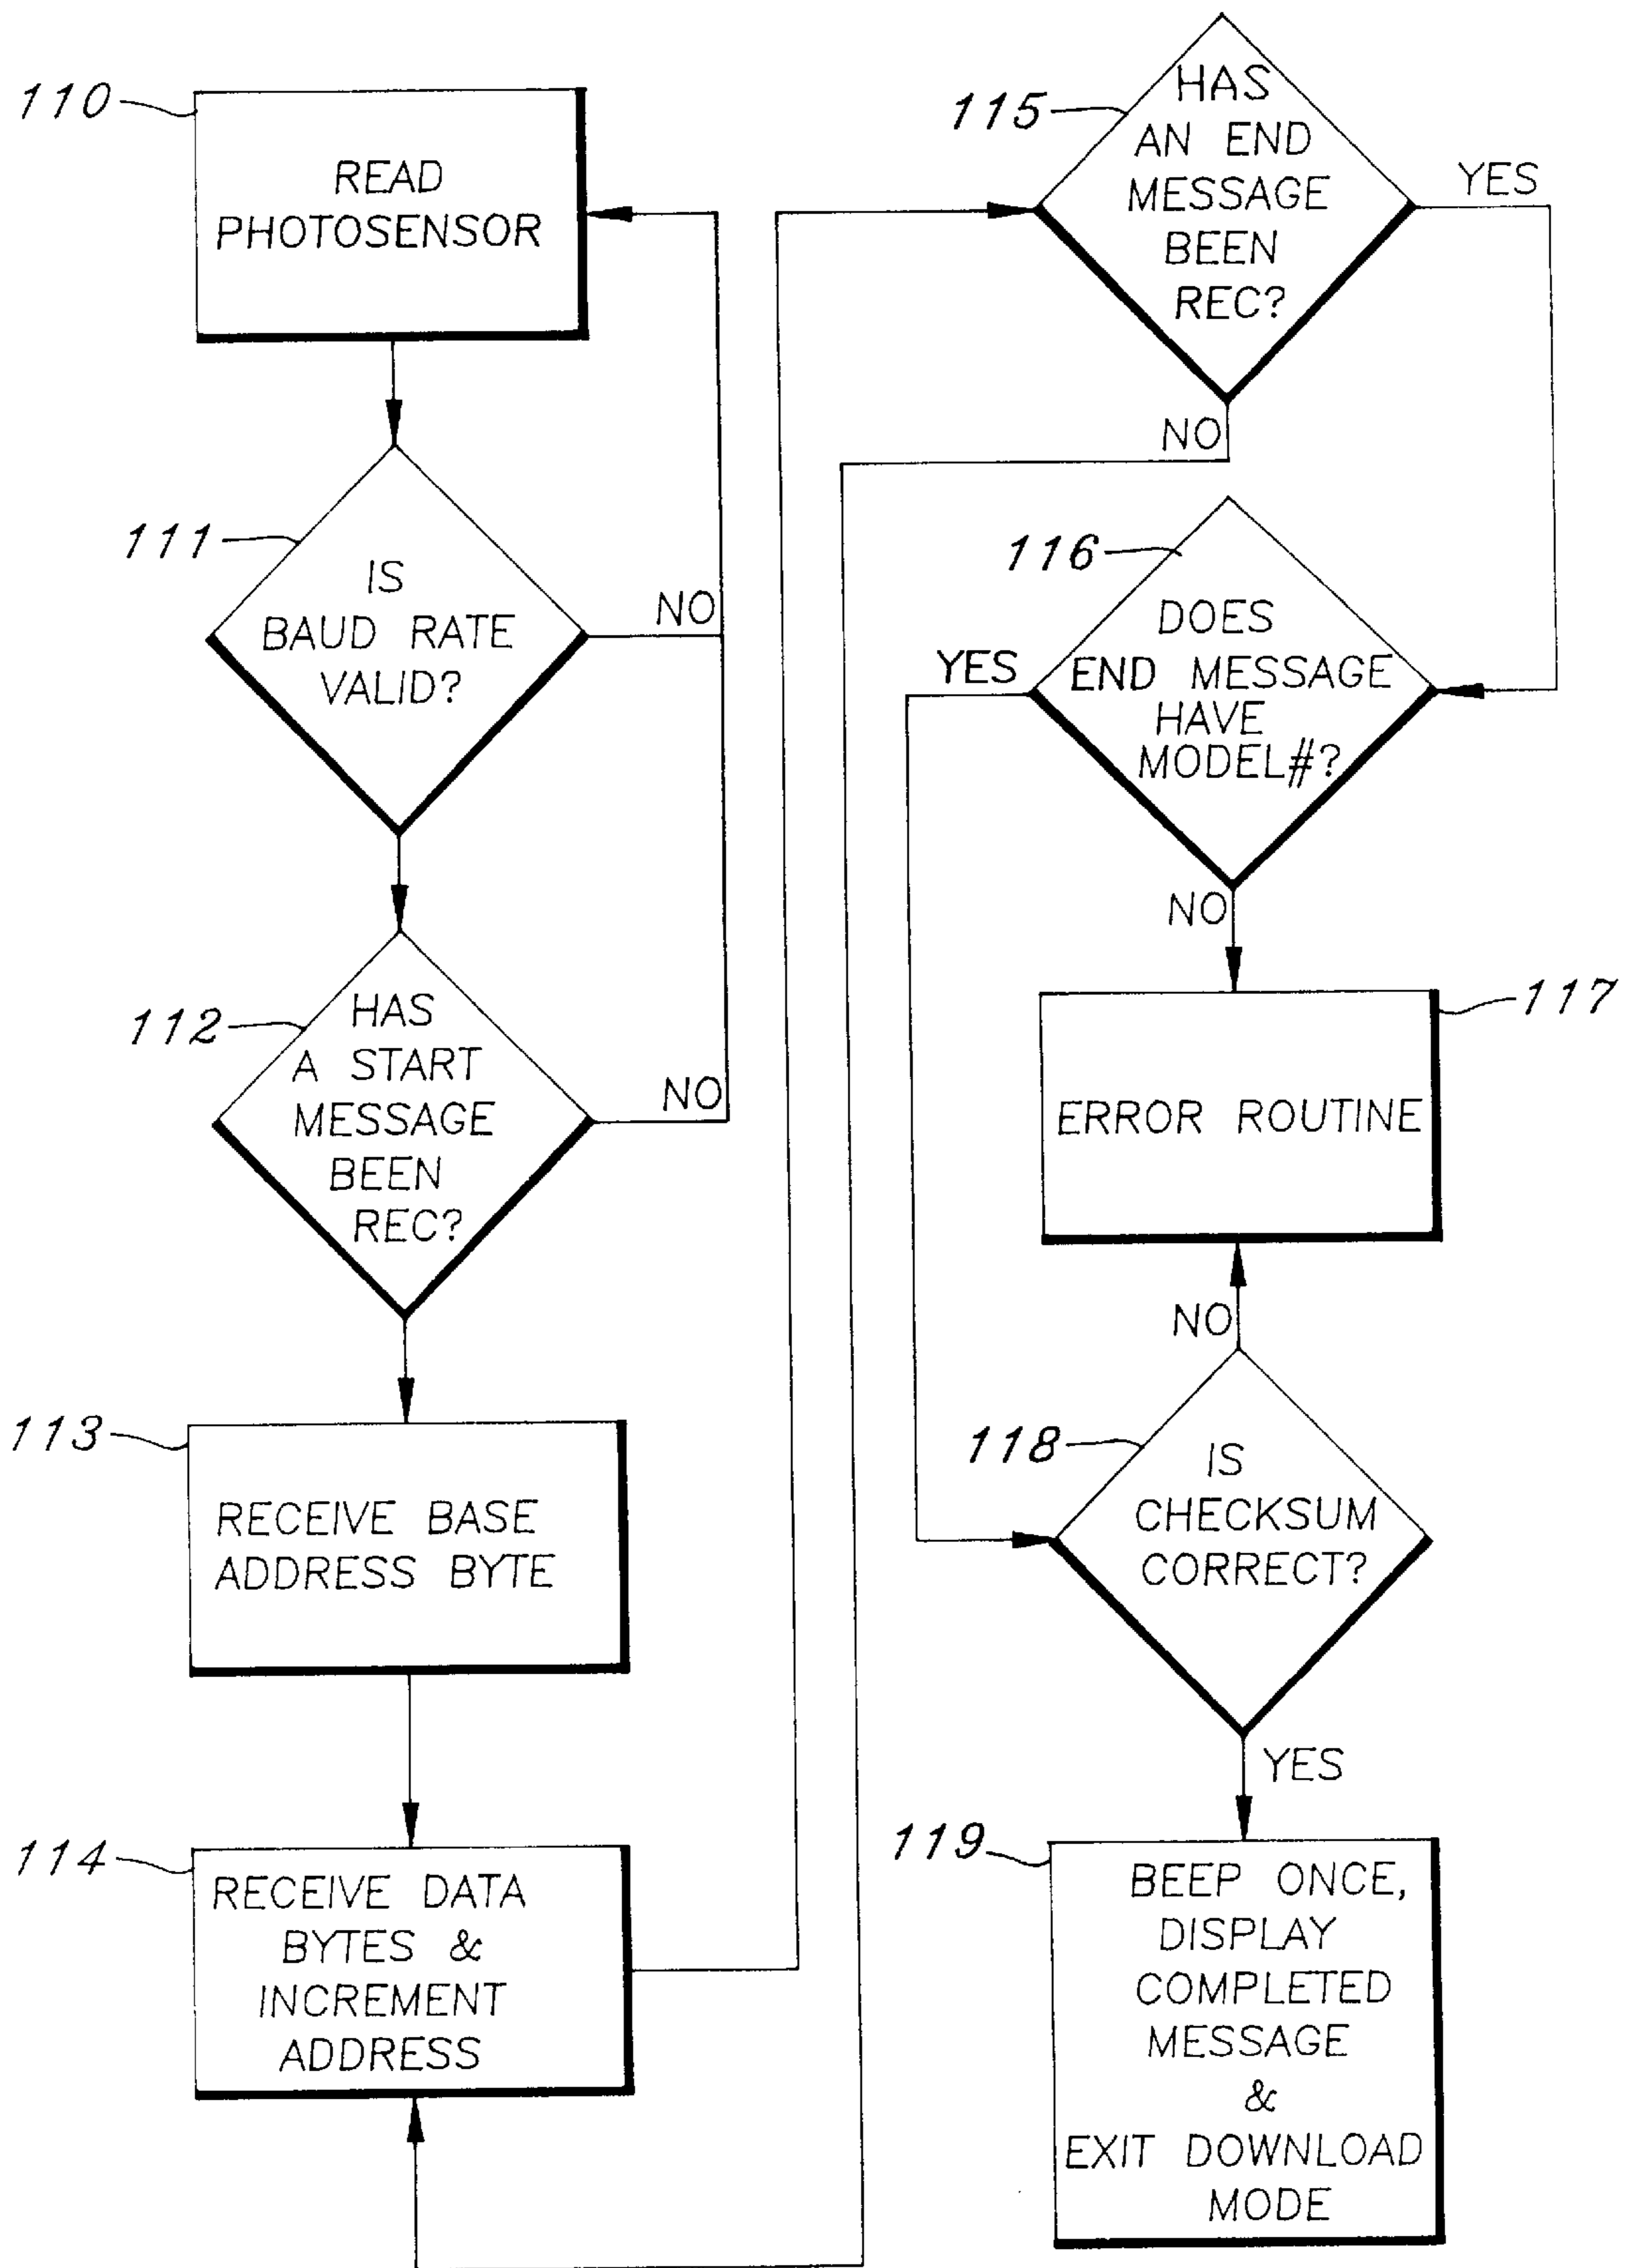 110
READ
PHOTOSENSOR
111
IS
BAUD RATE
VALID?
NO
112
HAS
A START
MESSAGE
BEEN
REC?
NO
113
RECEIVE BASE
ADDRESS BYTE
114
RECEIVE DATA
BYTES &
INCREMENT
ADDRESS
115
HAS
AN END
MESSAGE
BEEN
REC?
YES
NO
116
DOES
END MESSAGE
HAVE
MODEL#?
YES
NO
117
ERROR ROUTINE
NO
118
IS
CHECKSUM
CORRECT?
YES
119
BEEP ONCE,
DISPLAY
COMPLETED
MESSAGE
&
EXIT DOWNLOAD
MODE